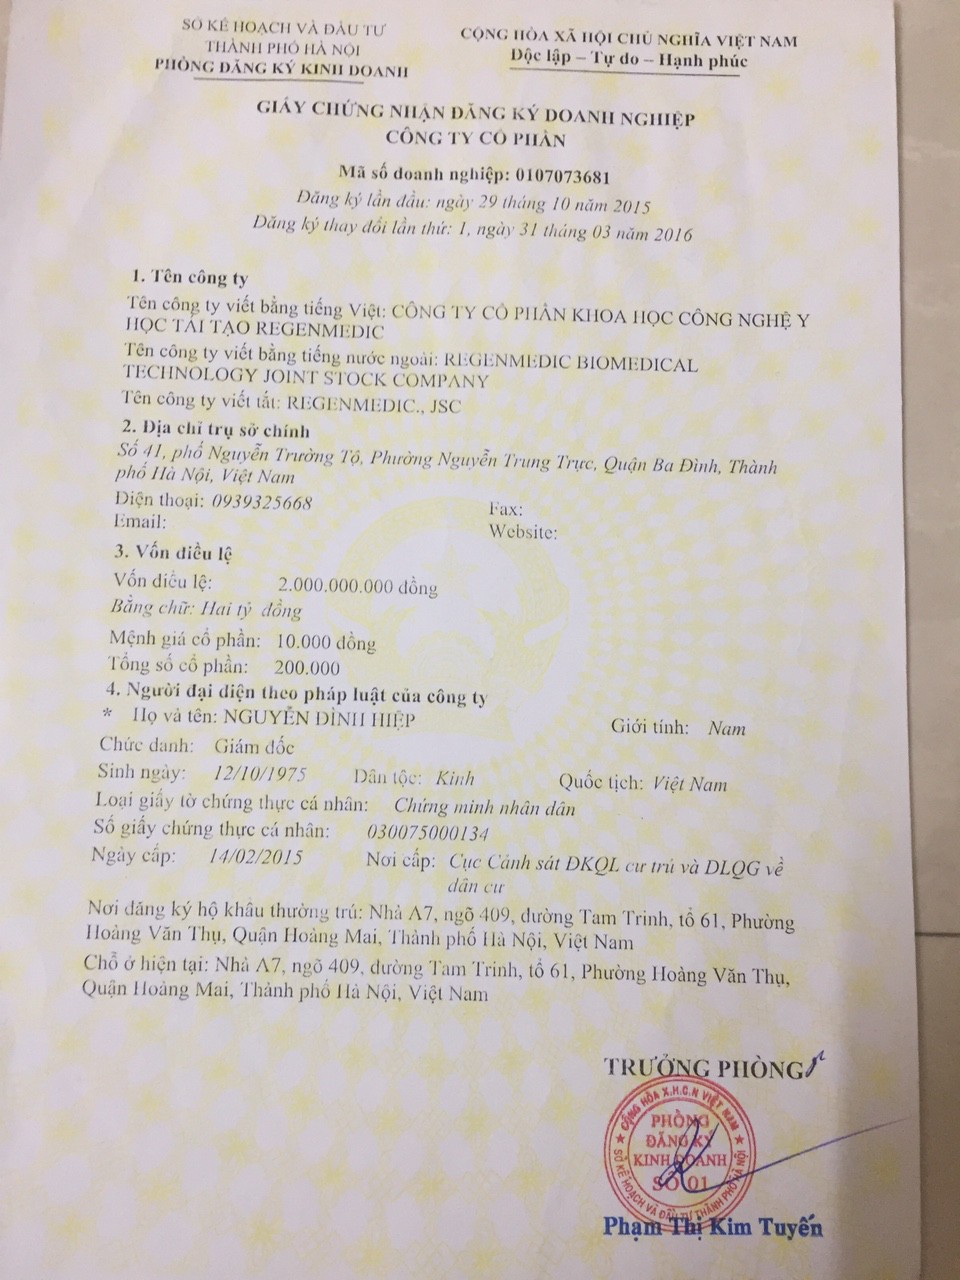 SỞ KẾ HOẠCH VÀ ĐẦU TƯ
THÀNH PHỐ HÀ NỘI
PHÒNG ĐĂNG KÝ KINH DOANH
CỘNG HÒA XÃ HỘI CHỦ NGHĨA VIỆT NAM
Độc lập – Tự do – Hạnh phúc
GIẤY CHỨNG NHẬN ĐĂNG KÝ DOANH NGHIỆP
CÔNG TY CỔ PHẦN
Mã số doanh nghiệp: 0107073681
Đăng ký lần đầu: ngày 29 tháng 10 năm 2015
Đăng ký thay đổi lần thứ: 1, ngày 31 tháng 03 năm 2016
1. Tên công ty
Tên công ty viết bằng tiếng Việt: CÔNG TY CỔ PHẦN KHOA HỌC CÔNG NGHỆ Y
HỌC TÁI TẠO REGENMEDIC
Tên công ty viết bằng tiếng nước ngoài: REGENMEDIC BIOMEDICAL
TECHNOLOGY JOINT STOCK COMPANY
Tên công ty viết tắt: REGENMEDIC., JSC
2. Địa chỉ trụ sở chính
Số 41, phố Nguyễn Trường Tộ, Phường Nguyễn Trung Trực, Quận Ba Đình, Thành
phố Hà Nội, Việt Nam
Điện thoại: 0939325668
Fax:
Email:
Website:
3. Vốn điều lệ
Vốn điều lệ: 2.000.000.000 đồng
Bằng chữ: Hai tỷ đồng
Mệnh giá cổ phần: 10.000 đồng
Tổng số cổ phần: 200.000
4. Người đại diện theo pháp luật của công ty
* Họ và tên: NGUYỄN ĐÌNH HIỆP Giới tính: Nam
Chức danh: Giám đốc
Sinh ngày: 12/10/1975 Dân tộc: Kinh Quốc tịch: Việt Nam
Loại giấy tờ chứng thực cá nhân: Chứng minh nhân dân
Số giấy chứng thực cá nhân: 030075000134
Ngày cấp: 14/02/2015 Nơi cấp: Cục Cảnh sát ĐKQL cư trú và DLQG về
dân cư
Nơi đăng ký hộ khẩu thường trú: Nhà A7, ngõ 409, đường Tam Trinh, tổ 61, Phường
Hoàng Văn Thụ, Quận Hoàng Mai, Thành phố Hà Nội, Việt Nam
Chỗ ở hiện tại: Nhà A7, ngõ 409, đường Tam Trinh, tổ 61, Phường Hoàng Văn Thụ,
Quận Hoàng Mai, Thành phố Hà Nội, Việt Nam
TRƯỞNG PHÒNG
CỘNG HÒA X.H.C.N VIỆT NAM
PHÒNG
ĐĂNG KÝ
KINH DOANH
SỐ 01
SỞ KẾ HOẠCH VÀ ĐẦU TƯ THÀNH PHỐ HÀ NỘI
Phạm Thị Kim Tuyến